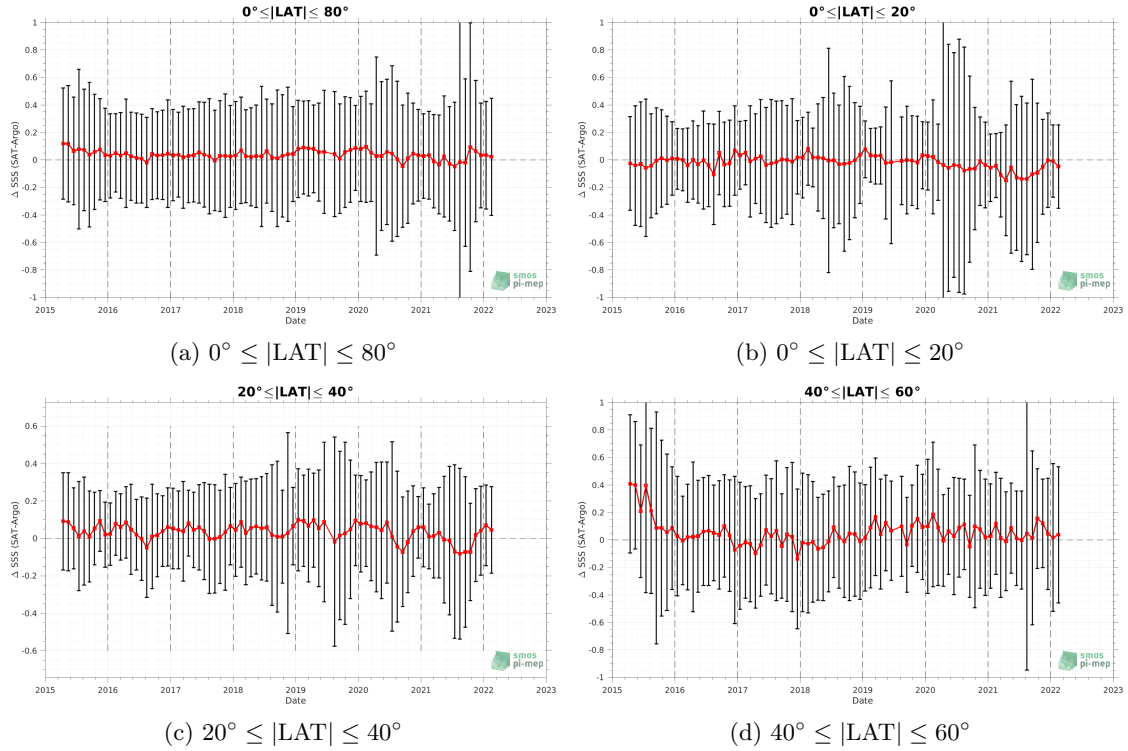 0°≤|LAT|≤ 80°
1
0.8
0.6
0.4
0.2
0
-0.2
-0.4
-0.6
-0.8
-1
Δ SSS (SAT-Argo)
2015 2016 2017 2018 2019 2020 2021 2022 2023
Date
smos
pi-mep
(a) 0° ≤ |LAT| ≤ 80°
0°≤|LAT|≤ 20°
1
0.8
0.6
0.4
0.2
0
-0.2
-0.4
-0.6
-0.8
-1
Δ SSS (SAT-Argo)
2015 2016 2017 2018 2019 2020 2021 2022 2023
Date
smos
pi-mep
(b) 0° ≤ |LAT| ≤ 20°
20°≤|LAT|≤ 40°
0.6
0.4
0.2
0
-0.2
-0.4
-0.6
Δ SSS (SAT-Argo)
2015 2016 2017 2018 2019 2020 2021 2022 2023
Date
smos
pi-mep
(c) 20° ≤ |LAT| ≤ 40°
40°≤|LAT|≤ 60°
1
0.8
0.6
0.4
0.2
0
-0.2
-0.4
-0.6
-0.8
-1
Δ SSS (SAT-Argo)
2015 2016 2017 2018 2019 2020 2021 2022 2023
Date
smos
pi-mep
(d) 40° ≤ |LAT| ≤ 60°